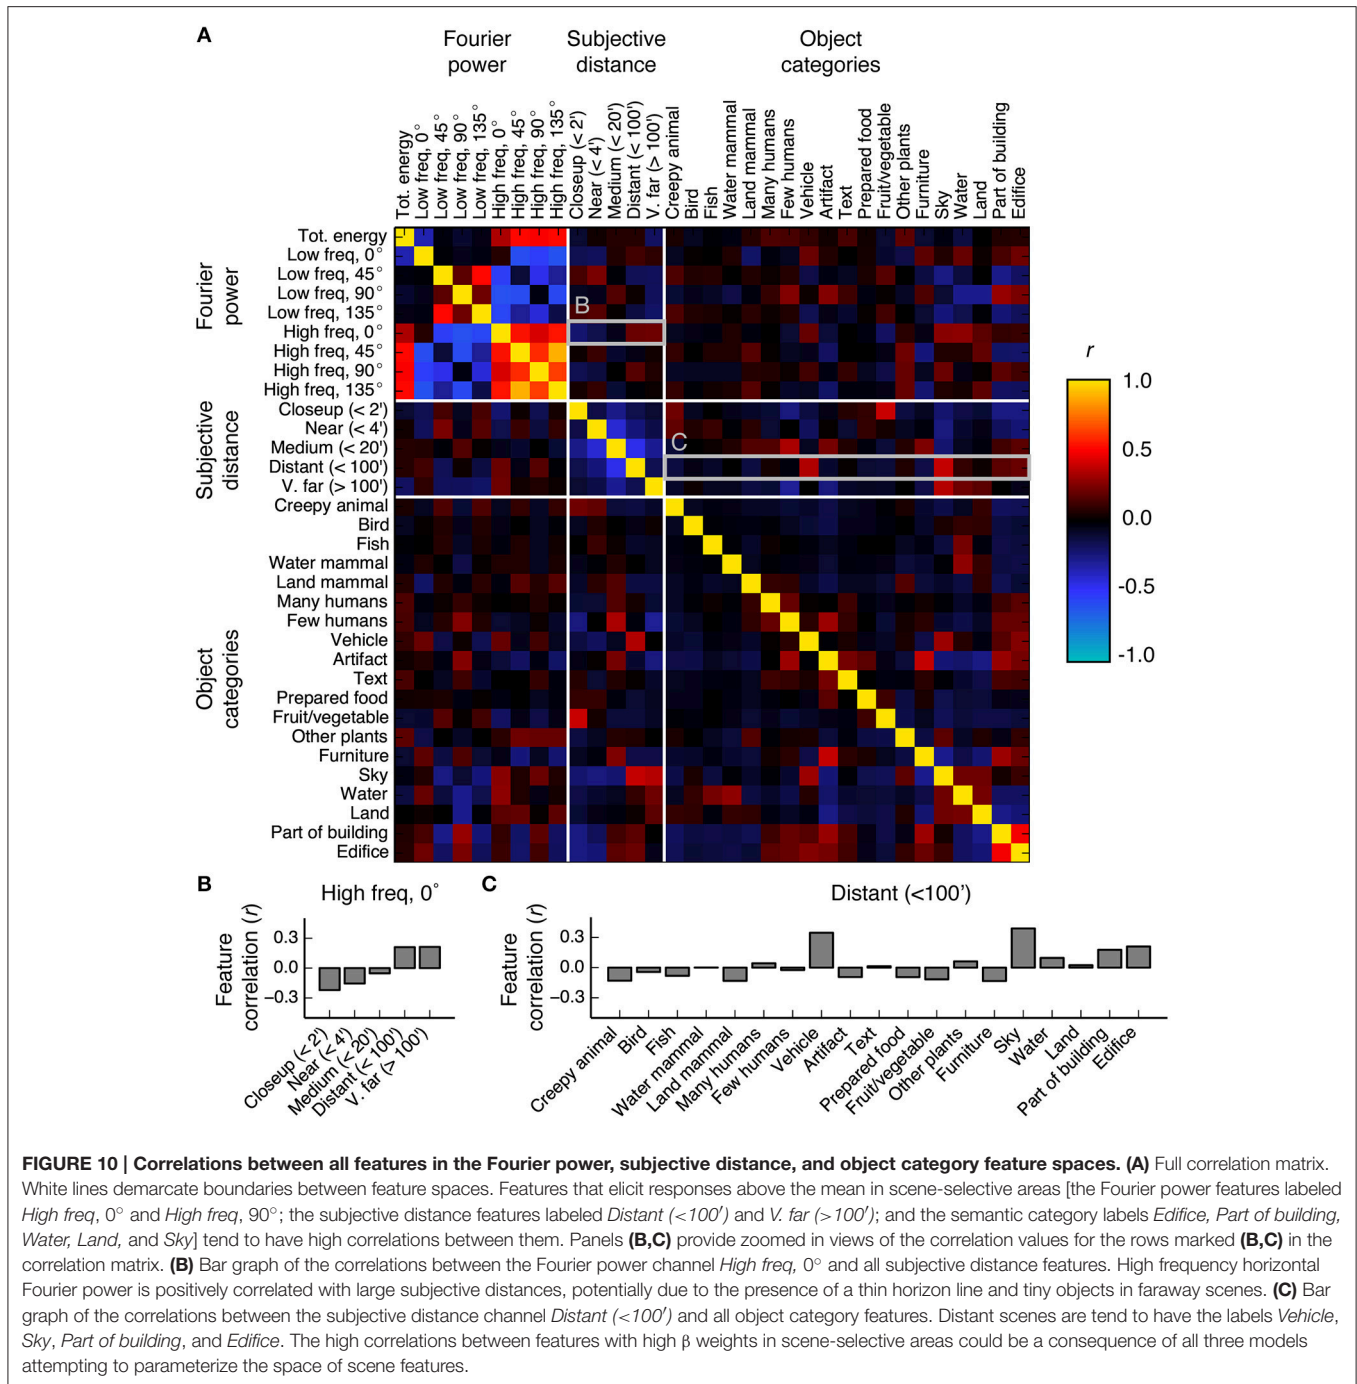 A
Fourier
power
Subjective
distance
Object
categories
Tot. energy
Low freq, 0°
Low freq, 45°
Low freq, 90°
Low freq, 135°
High freq, 0°
High freq, 45°
High freq, 90°
High freq, 135°
Closeup (< 2')
Near (< 4')
Medium (< 20')
Distant (< 100')
V. far (> 100')
Creepy animal
Bird
Fish
Water mammal
Land mammal
Many humans
Few humans
Vehicle
Artifact
Text
Prepared food
Fruit/vegetable
Other plants
Furniture
Sky
Water
Land
Part of building
Edifice
Fourier
power
Subjective
distance
Object
categories
Tot. energy
Low freq, 0°
Low freq, 45°
Low freq, 90°
Low freq, 135°
High freq, 0°
High freq, 45°
High freq, 90°
High freq, 135°
Closeup (< 2')
Near (< 4')
Medium (< 20')
Distant (< 100')
V. far (> 100')
Creepy animal
Bird
Fish
Water mammal
Land mammal
Many humans
Few humans
Vehicle
Artifact
Text
Prepared food
Fruit/vegetable
Other plants
Furniture
Sky
Water
Land
Part of building
Edifice
B
C
r
1.0
0.5
0.0
-0.5
-1.0
B
High freq, 0°
Feature
correlation (r)
0.3
0.0
−0.3
Closeup (< 2')
Near (< 4')
Medium (< 20')
Distant (< 100')
V. far (> 100')
C
Distant (<100')
Feature
correlation (r)
0.3
0.0
−0.3
Creepy animal
Bird
Fish
Water mammal
Land mammal
Many humans
Few humans
Vehicle
Artifact
Text
Prepared food
Fruit/vegetable
Other plants
Furniture
Sky
Water
Land
Part of building
Edifice
FIGURE 10 | Correlations between all features in the Fourier power, subjective distance, and object category feature spaces. (A) Full correlation matrix.
White lines demarcate boundaries between feature spaces. Features that elicit responses above the mean in scene-selective areas [the Fourier power features labeled
High freq, 0° and High freq, 90°; the subjective distance features labeled Distant (<100′) and V. far (>100′); and the semantic category labels Edifice, Part of building,
Water, Land, and Sky] tend to have high correlations between them. Panels (B,C) provide zoomed in views of the correlation values for the rows marked (B,C) in the
correlation matrix. (B) Bar graph of the correlations between the Fourier power channel High freq, 0° and all subjective distance features. High frequency horizontal
Fourier power is positively correlated with large subjective distances, potentially due to the presence of a thin horizon line and tiny objects in faraway scenes. (C) Bar
graph of the correlations between the subjective distance channel Distant (<100′) and all object category features. Distant scenes are tend to have the labels Vehicle,
Sky, Part of building, and Edifice. The high correlations between features with high β weights in scene-selective areas could be a consequence of all three models
attempting to parameterize the space of scene features.